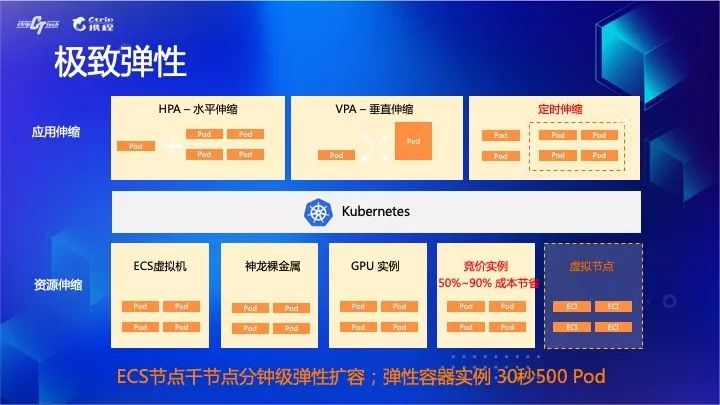 Ctrip tech
Ctrip
携程
极致弹性
应用伸缩
HPA – 水平伸缩
Pod
Pod Pod
Pod Pod
VPA – 垂直伸缩
Pod
Pod
定时伸缩
Pod Pod Pod
Pod Pod Pod
Kubernetes
资源伸缩
ECS虚拟机
Pod Pod
Pod Pod
神龙裸金属
Pod Pod
Pod Pod
GPU 实例
Pod Pod
Pod Pod
竞价实例
50%~90% 成本节省
Pod Pod
Pod Pod
虚拟节点
ECI ECI
ECI ECI
ECS节点千节点分钟级弹性扩容；弹性容器实例 30秒500 Pod